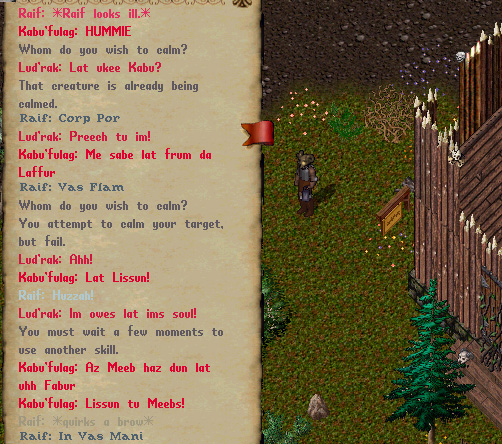 Raif: *Raif looks ill.*
Kabu'fulag: HUMMIE
Whom do you wish to calm?
Lud'rak: Lat ukee Kabu?
That creature is already being
calmed.
Raif: Corp Por
Lud'rak: Preech tu im!
Kabu'fulag: Me sabe lat frum da
Laffur
Raif: Vas Flam
Whom do you wish to calm?
You attempt to calm your target,
but fail.
Lud'rak: Ahh!
Kabu'fulag: Lat Lissun!
Raif: Huzzah!
Lud'rak: Im owes lat ims soul!
You must wait a few moments to
use another skill.
Kabu'fulag: Az Meeb haz dun lat
uhh Fabur
Kabu'fulag: Lissun tu Meebs!
Raif: *quirks a brow*
Raif: In Vas Mani